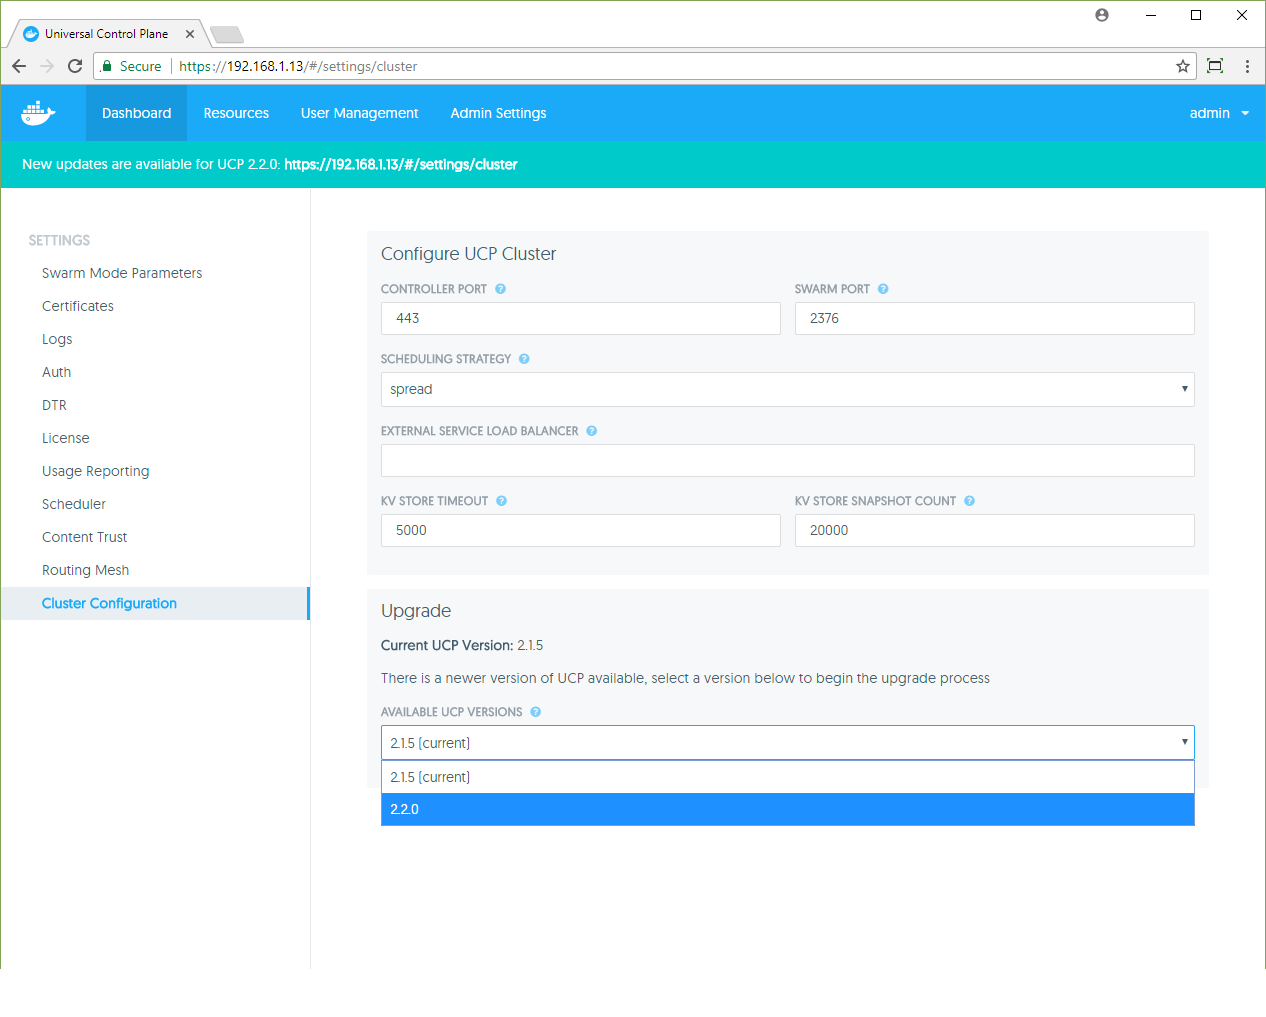 Universal Control Plane
Secure https://192.168.1.13/#/settings/cluster
Dashboard Resources User Management Admin Settings admin
New updates are available for UCP 2.2.0: https://192.168.1.13/#/settings/cluster
SETTINGS
Swarm Mode Parameters
Certificates
Logs
Auth
DTR
License
Usage Reporting
Scheduler
Content Trust
Routing Mesh
Cluster Configuration
Configure UCP Cluster
CONTROLLER PORT ? SWARM PORT ?
443 2376
SCHEDULING STRATEGY ?
spread
EXTERNAL SERVICE LOAD BALANCER ?
KV STORE TIMEOUT ? KV STORE SNAPSHOT COUNT ?
5000 20000
Upgrade
Current UCP Version: 2.1.5
There is a newer version of UCP available, select a version below to begin the upgrade process
AVAILABLE UCP VERSIONS ?
2.1.5 (current)
2.1.5 (current)
2.2.0